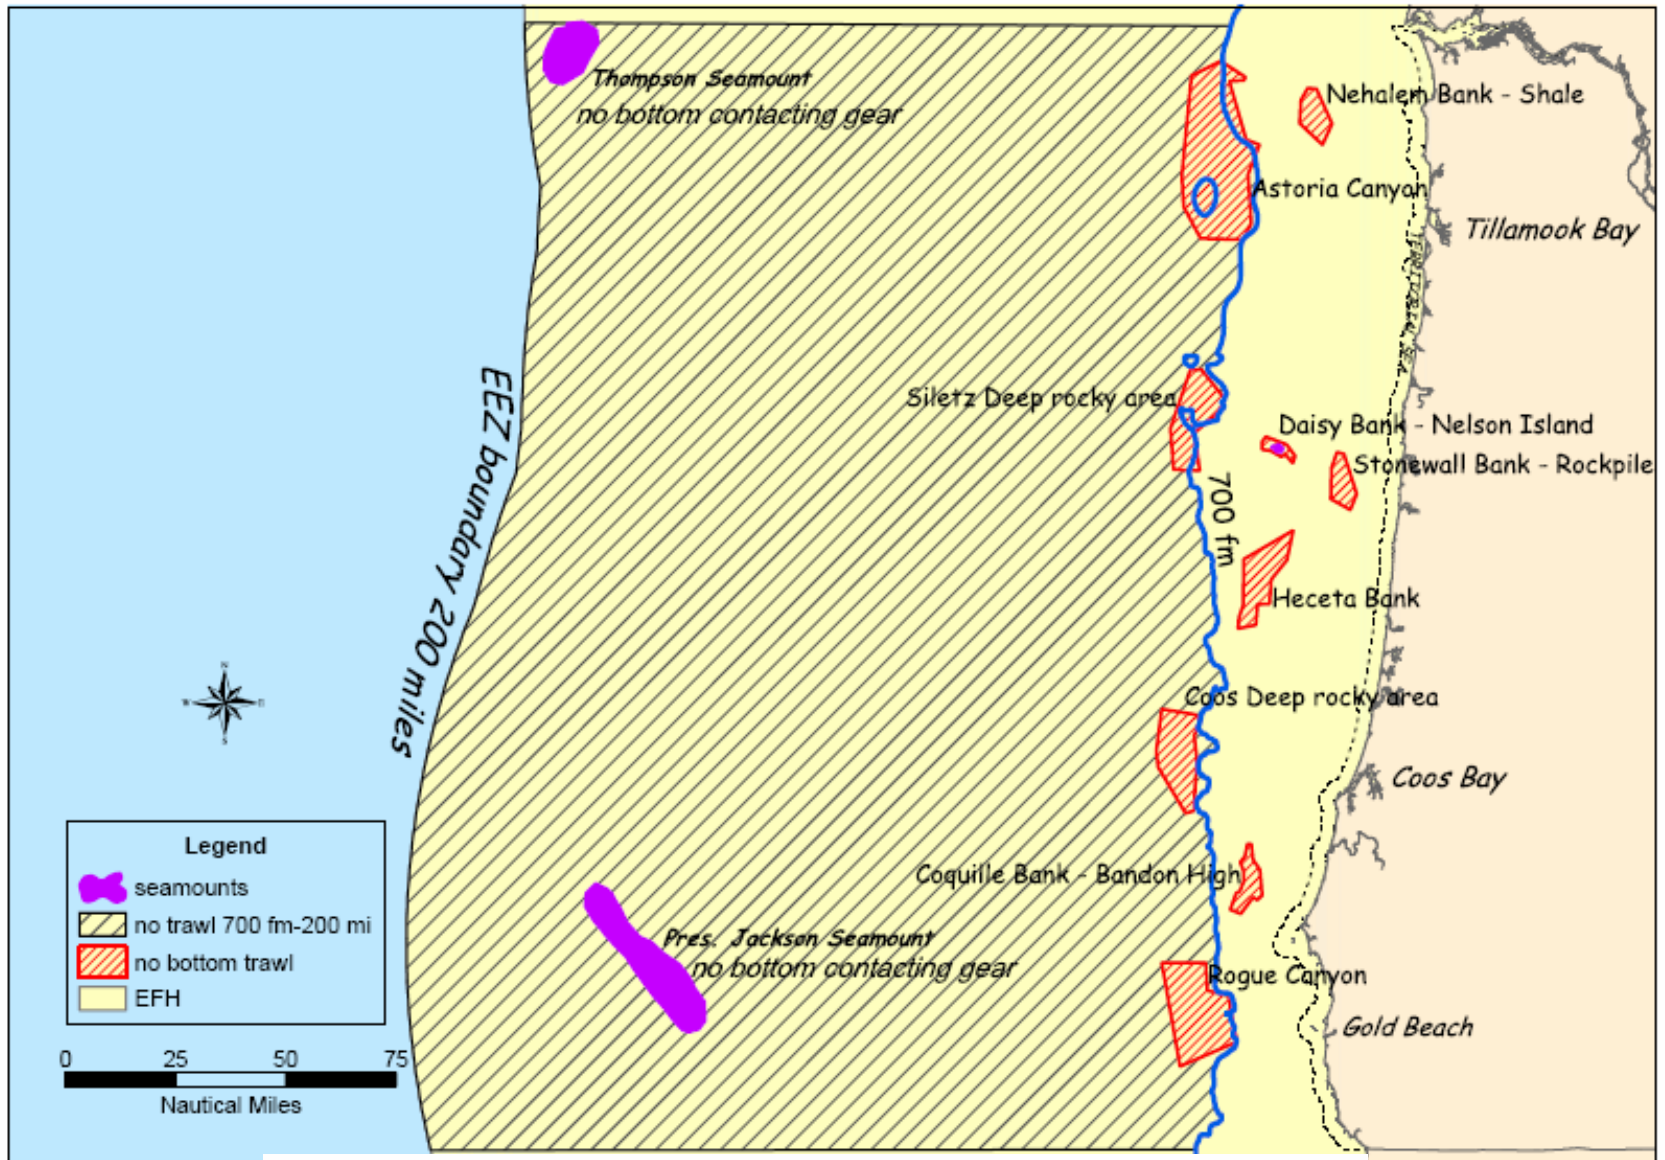 Thompson Seamount
no bottom contacting gear
Nehalem Bank - Shale
Astoria Canyon
Tillamook Bay
TERRITORIAL SEA
EEZ boundary 200 miles
Siletz Deep rocky area
Daisy Bank - Nelson Island
Stonewall Bank - Rockpile
700 fm
Heceta Bank
N
W
E
S
Coos Deep rocky area
Coos Bay
Coquille Bank - Bandon High
Pres. Jackson Seamount
no bottom contacting gear
Rogue Canyon
Gold Beach
Legend
seamounts
no trawl 700 fm-200 mi
no bottom trawl
EFH
0 25 50 75
Nautical Miles